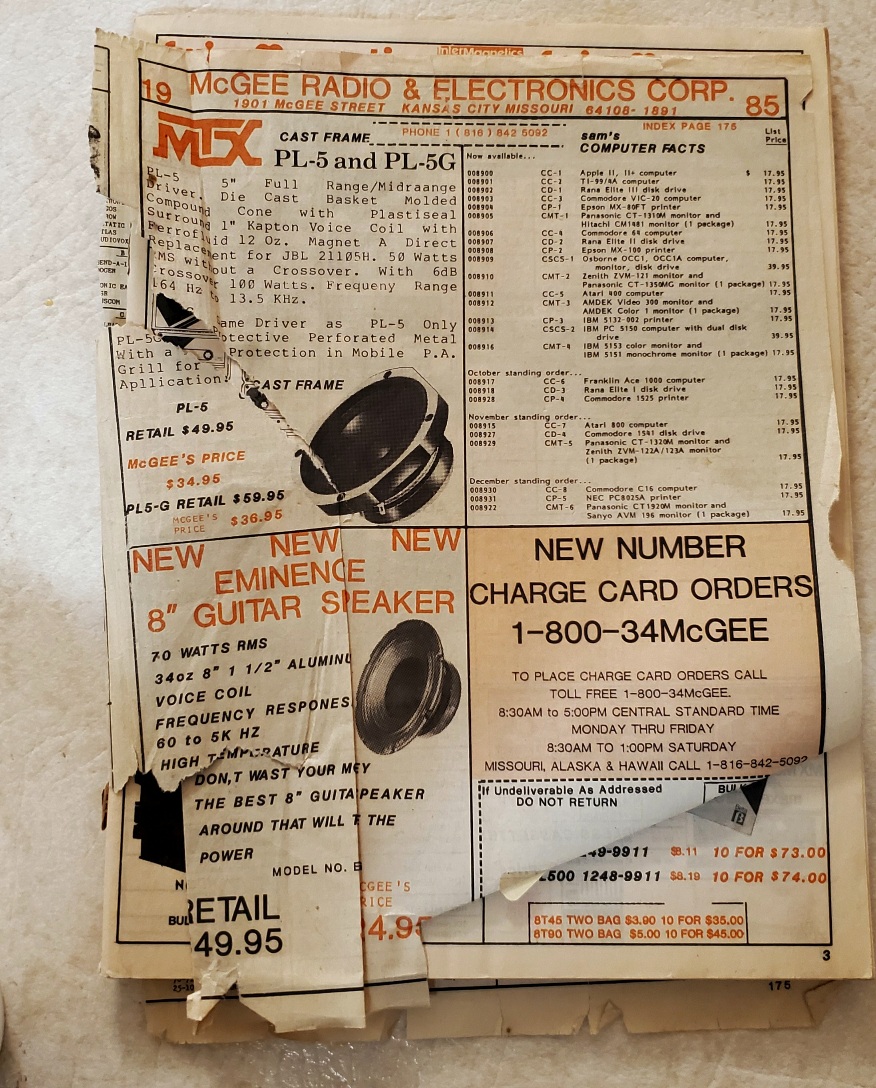 InterMagnetics
19 McGEE RADIO & ELECTRONICS CORP. 85
1901 McGEE STREET KANSAS CITY MISSOURI 64108-1891
MTX
CAST FRAME
PHONE 1 (816) 842 5092
PL-5 and PL-5G
PL-5 5" Full Range/Midraange
Driver. Die Cast Basket Molded
Compound Cone with Plastiseal
Surround 1" Kapton Voice Coil with
Ferrofluid 12 Oz. Magnet A Direct
Replacement for JBL 21105H. 50 Watts
RMS without a Crossover. With 6dB
Crossover 100 Watts. Frequeny Range
164 Hz to 13.5 KHz.
ame Driver as PL-5 Only
PL-5G otective Perforated Metal
With a Protection in Mobile P.A.
Grill for
Apllication.
CAST FRAME
PL-5
RETAIL $49.95
McGEE'S PRICE
$34.95
PL5-G RETAIL $59.95
McGEE'S
PRICE $36.95
INDEX PAGE 175
sam's
COMPUTER FACTS
List
Price
Now available...
008900 CC-1 Apple II, II+ computer $ 17.95
008901 CC-2 TI-99/4A computer 17.95
008902 CD-1 Rana Elite III disk drive 17.95
008903 CC-3 Commodore VIC-20 computer 17.95
008904 CP-1 Epson MX-80FT printer 17.95
008905 CMT-1 Panasonic CT-1310M monitor and
Hitachi CM1481 monitor (1 package) 17.95
008906 CC-4 Commodore 64 computer 17.95
008907 CD-2 Rana Elite II disk drive 17.95
008908 CP-2 Epson MX-100 printer 17.95
008909 CSCS-1 Osborne OCC1, OCC1A computer,
monitor, disk drive 39.95
008910 CMT-2 Zenith ZVM-121 monitor and
Panasonic CT-1350MG monitor (1 package) 17.95
008911 CC-5 Atari 400 computer 17.95
008912 CMT-3 AMDEK Video 300 monitor and
AMDEK Color 1 monitor (1 package) 17.95
008913 CP-3 IBM 5132-002 printer 17.95
008914 CSCS-2 IBM PC 5150 computer with dual disk
drive 39.95
008916 CMT-4 IBM 5153 color monitor and
IBM 5151 monochrome monitor (1 package) 17.95
October standing order...
008917 CC-6 Franklin Ace 1000 computer 17.95
008918 CD-3 Rana Elite I disk drive 17.95
008928 CP-4 Commodore 1525 printer 17.95
November standing order...
008915 CC-7 Atari 800 computer 17.95
008927 CD-4 Commodore 1541 disk drive 17.95
008929 CMT-5 Panasonic CT-1320M monitor and
Zenith ZVM-122A/123A monitor
(1 package) 17.95
December standing order...
008930 CC-8 Commodore C16 computer 17.95
008931 CP-5 NEC PC8025A printer 17.95
008922 CMT-6 Panasonic CT1920M monitor and
Sanyo AVM 196 monitor (1 package) 17.95
NEW NEW NEW
EMINENCE
8" GUITAR SPEAKER
70 WATTS RMS
34oz 8" 1 1/2" ALUMINU
VOICE COIL
FREQUENCY RESPONES
60 to 5K HZ
HIGH TEMPERATURE
DON,T WAST YOUR M EY
THE BEST 8" GUITA PEAKER
AROUND THAT WILL T THE
POWER
MODEL NO. E
RETAIL
49.95
CGEE'S
RICE
24.95
NEW NUMBER
CHARGE CARD ORDERS
1-800-34McGEE
TO PLACE CHARGE CARD ORDERS CALL
TOLL FREE 1-800-34McGEE.
8:30AM to 5:00PM CENTRAL STANDARD TIME
MONDAY THRU FRIDAY
8:30AM TO 1:00PM SATURDAY
MISSOURI, ALASKA & HAWAII CALL 1-816-842-5092
If Undeliverable As Addressed
DO NOT RETURN
BUL
249-9911 $8.11 10 FOR $73.00
L500 1248-9911 $8.19 10 FOR $74.00
8T45 TWO BAG $3.90 10 FOR $35.00
8T90 TWO BAG $5.00 10 FOR $45.00
3
175